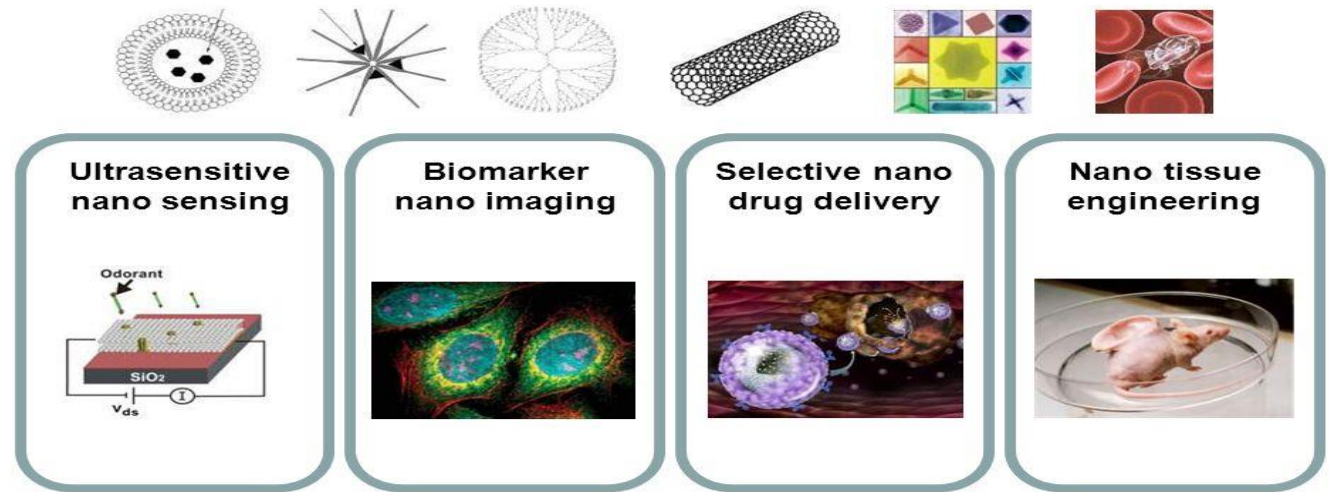 Ultrasensitive
nano sensing
Biomarker
nano imaging
Selective nano
drug delivery
Nano tissue
engineering
Odorant
SiO2
Vds
I